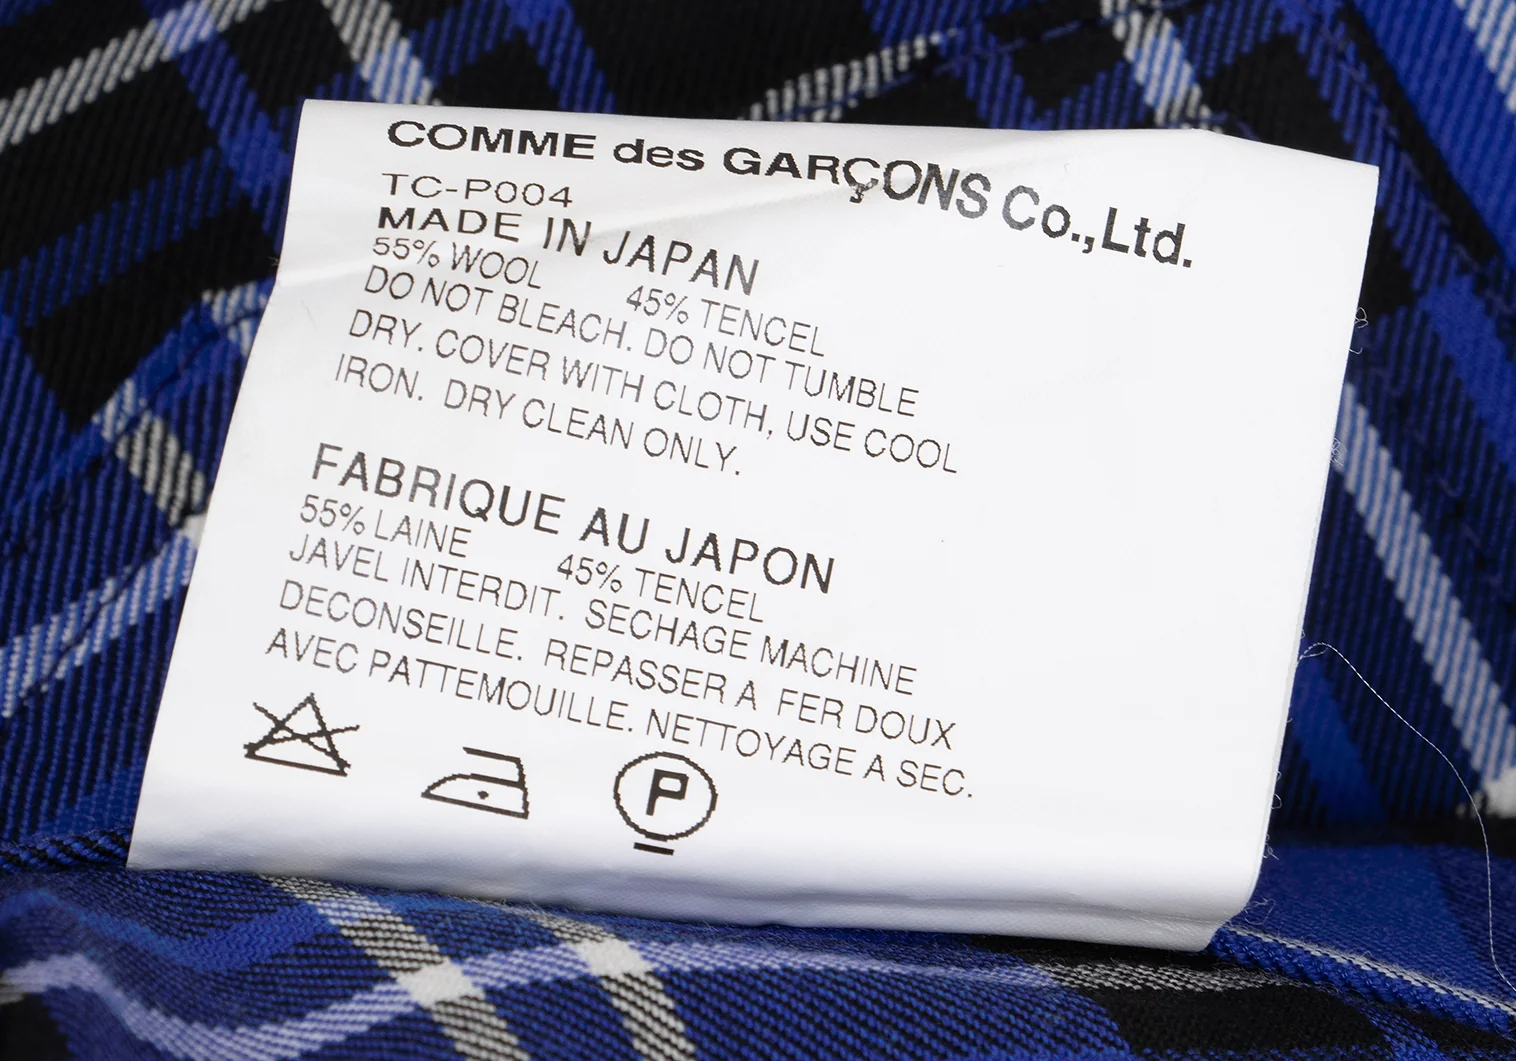 COMME des GARÇONS Co.,Ltd.
TC-P004
MADE IN JAPAN
55% WOOL 45% TENCEL
DO NOT BLEACH. DO NOT TUMBLE
DRY. COVER WITH CLOTH, USE COOL
IRON. DRY CLEAN ONLY.
FABRIQUE AU JAPON
55% LAINE 45% TENCEL
JAVEL INTERDIT. SECHAGE MACHINE
DECONSEILLE. REPASSER A FER DOUX
AVEC PATTEMOUILLE. NETTOYAGE A SEC.
P